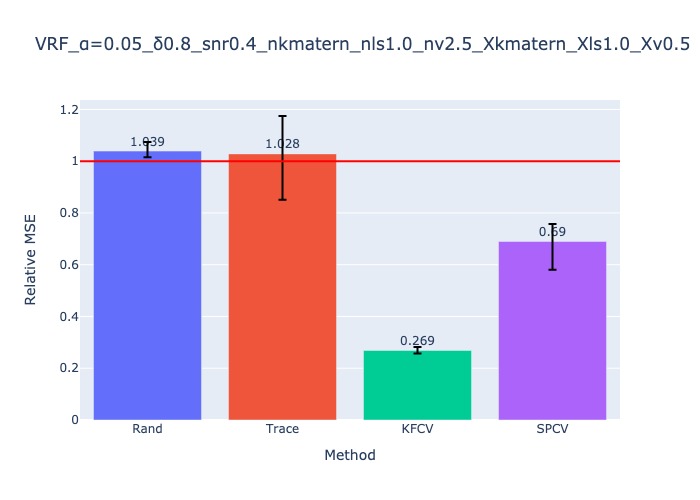 VRF_α=0.05_δ0.8_snr0.4_nkmatern_nls1.0_nv2.5_Xkmatern_Xls1.0_Xv0.5
1.2
1
0.8
0.6
0.4
0.2
0
Relative MSE
1.039
1.028
0.269
0.69
Rand
Trace
KFCV
SPCV
Method